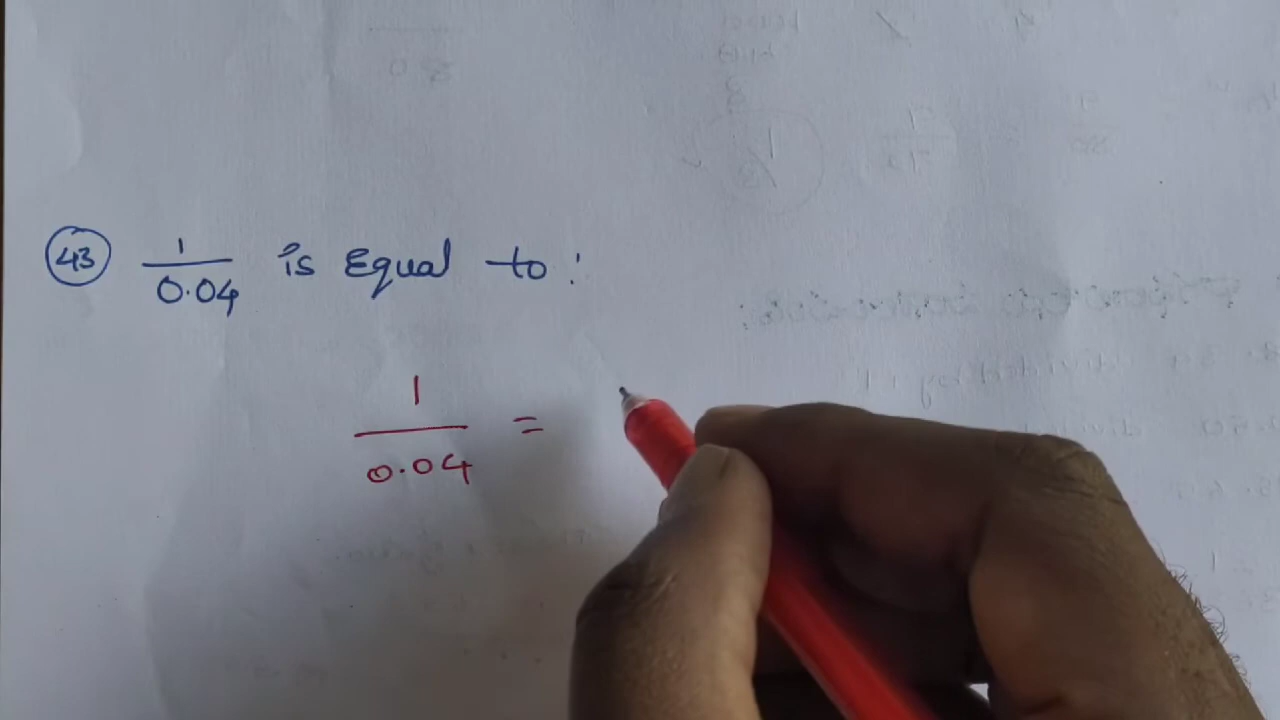 43 1/0.04 is Equal to :
1/0.04 =